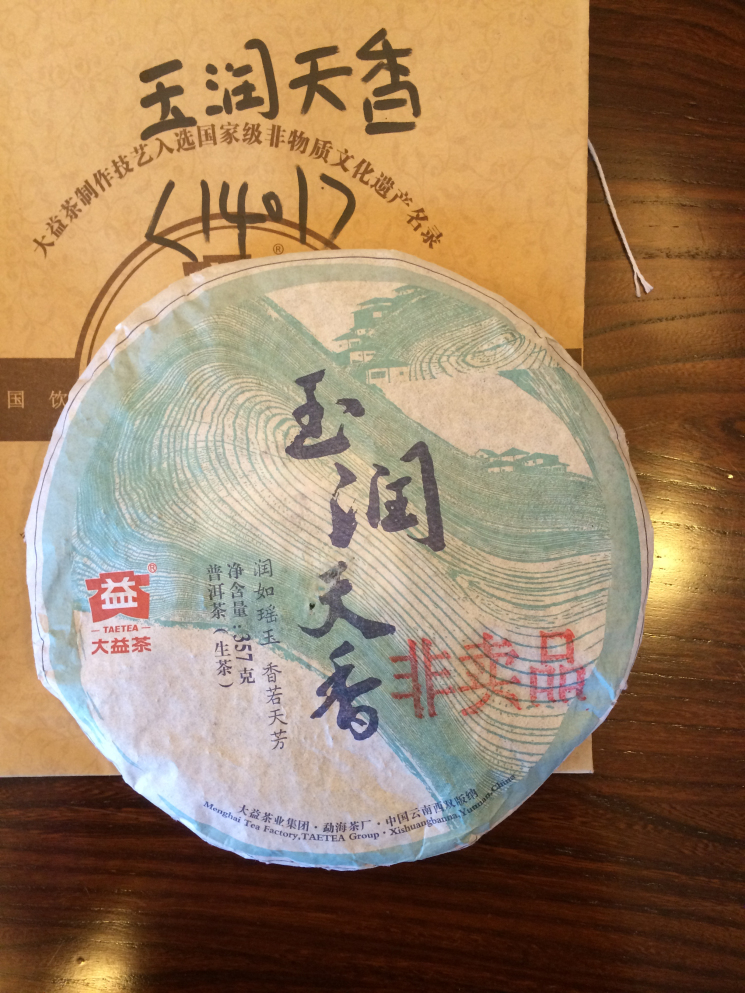 玉润天香
大益茶制作技艺入选国家级非物质文化遗产名录
<1401>
®
国饮
玉润天香
润如瑶玉 香若天芳
净含量:357克
普洱茶(生茶)
益®
TAETEA
大益茶
非卖品
大益茶业集团·勐海茶厂·中国云南西双版纳
Menghai Tea Factory,TAETEA Group·Xishuangbanna,Yunnan,China